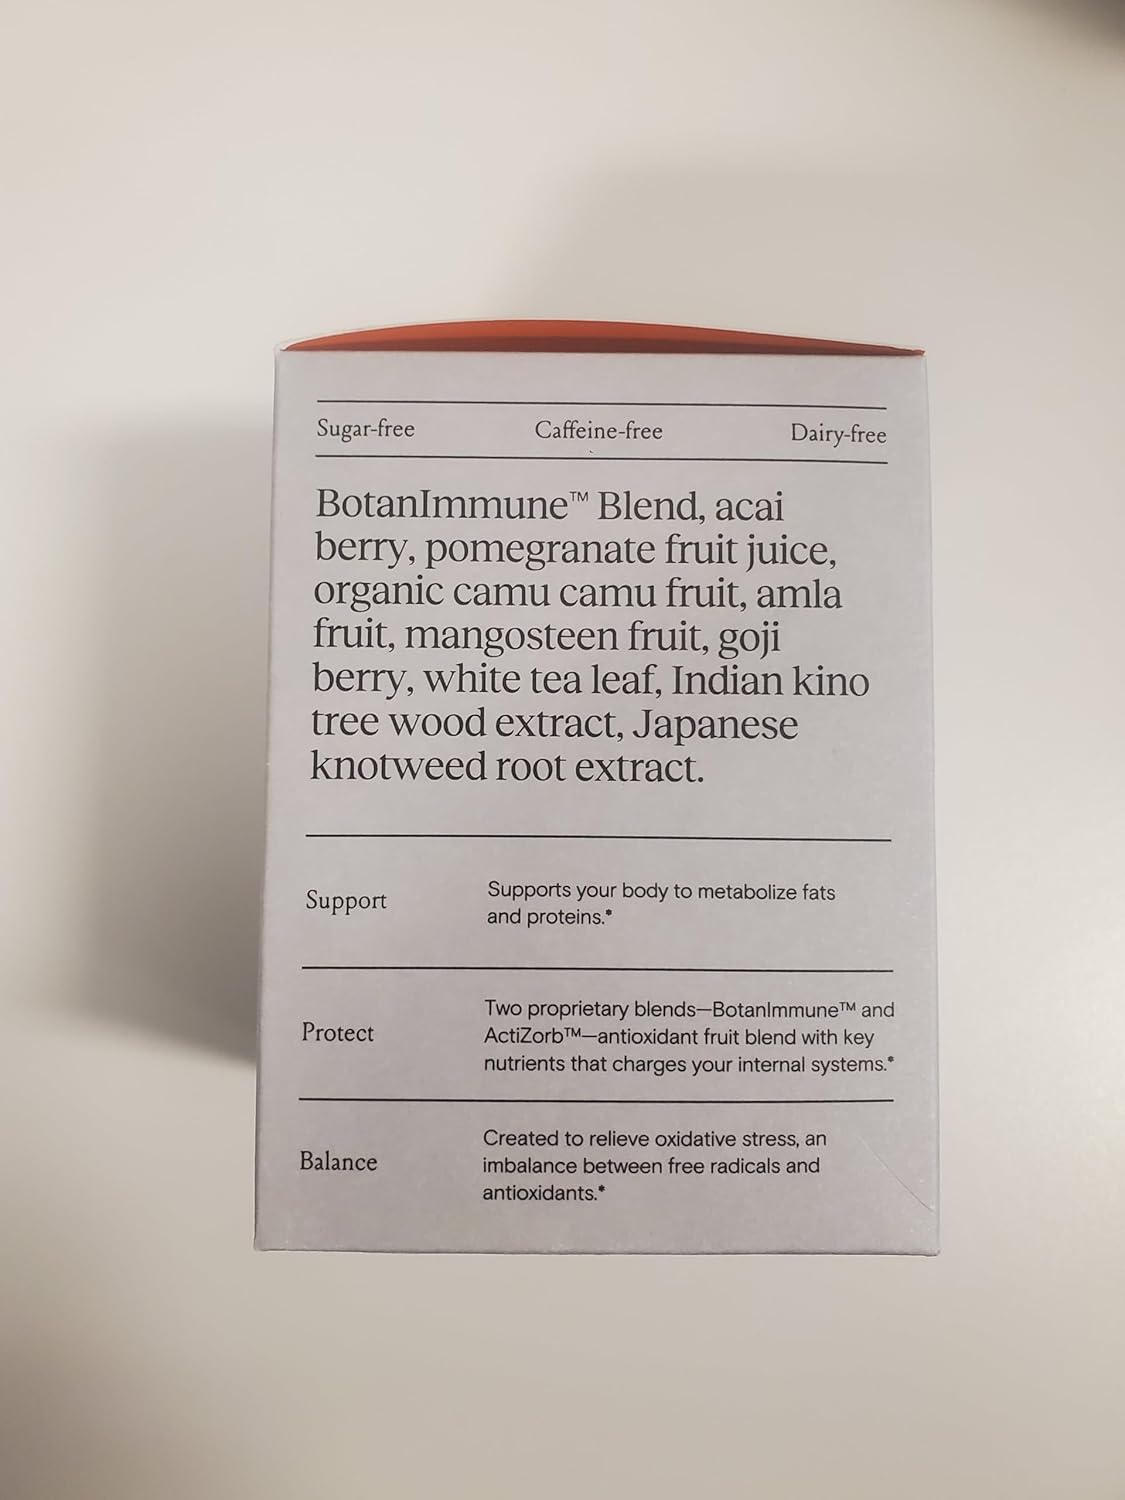 Sugar-free Caffeine-free Dairy-free
BotanImmune™ Blend, acai
berry, pomegranate fruit juice,
organic camu camu fruit, amla
fruit, mangosteen fruit, goji
berry, white tea leaf, Indian kino
tree wood extract, Japanese
knotweed root extract.
Support
Supports your body to metabolize fats
and proteins.*
Protect
Two proprietary blends—BotanImmune™ and
ActiZorb™—antioxidant fruit blend with key
nutrients that charges your internal systems.*
Balance
Created to relieve oxidative stress, an
imbalance between free radicals and
antioxidants.*